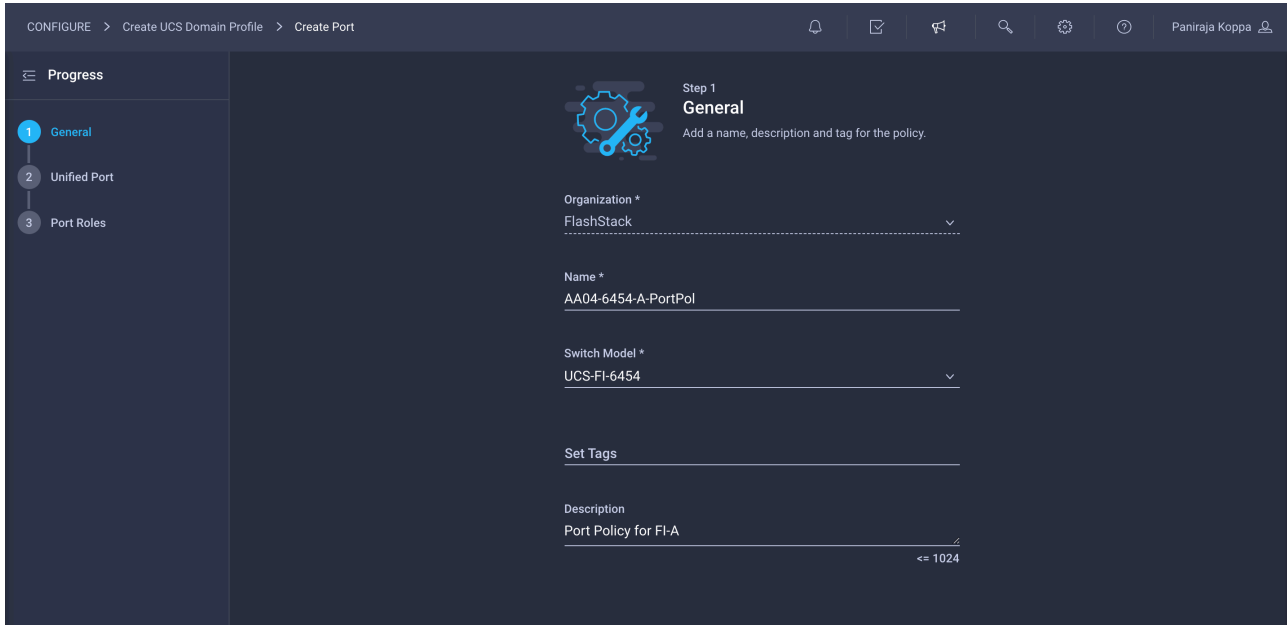 CONFIGURE > Create UCS Domain Profile > Create Port
Paniraja Koppa
Progress
1 General
2 Unified Port
3 Port Roles
Step 1
General
Add a name, description and tag for the policy.
Organization *
FlashStack
Name *
AA04-6454-A-PortPol
Switch Model *
UCS-FI-6454
Set Tags
Description
Port Policy for FI-A
<= 1024